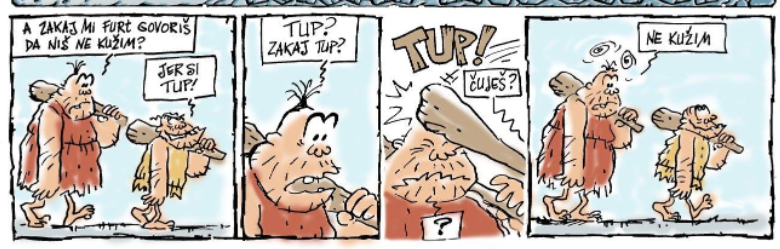 A ZAKAJ MI FURT GOVORIŠ
DA NIŠ NE KUŽIM?
JER SI
TUP!
TUP?
ZAKAJ TUP?
TUP!
ČUJEŠ?
?
NE KUŽIM